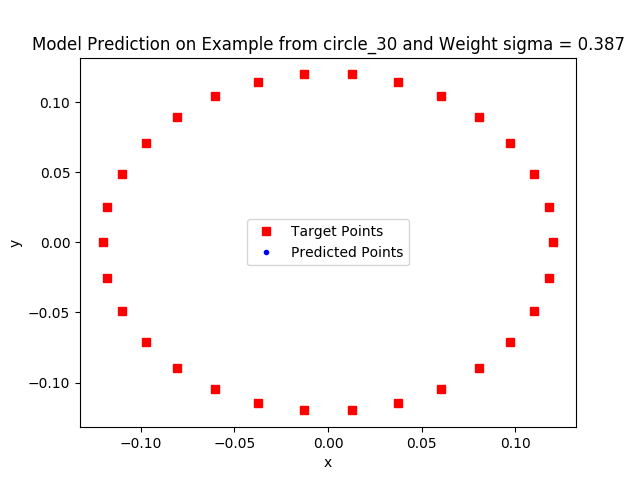 Model Prediction on Example from circle_30 and Weight sigma = 0.387
0.10
0.05
0.00
−0.05
−0.10
y
Target Points
Predicted Points
−0.10 −0.05 0.00 0.05 0.10
x